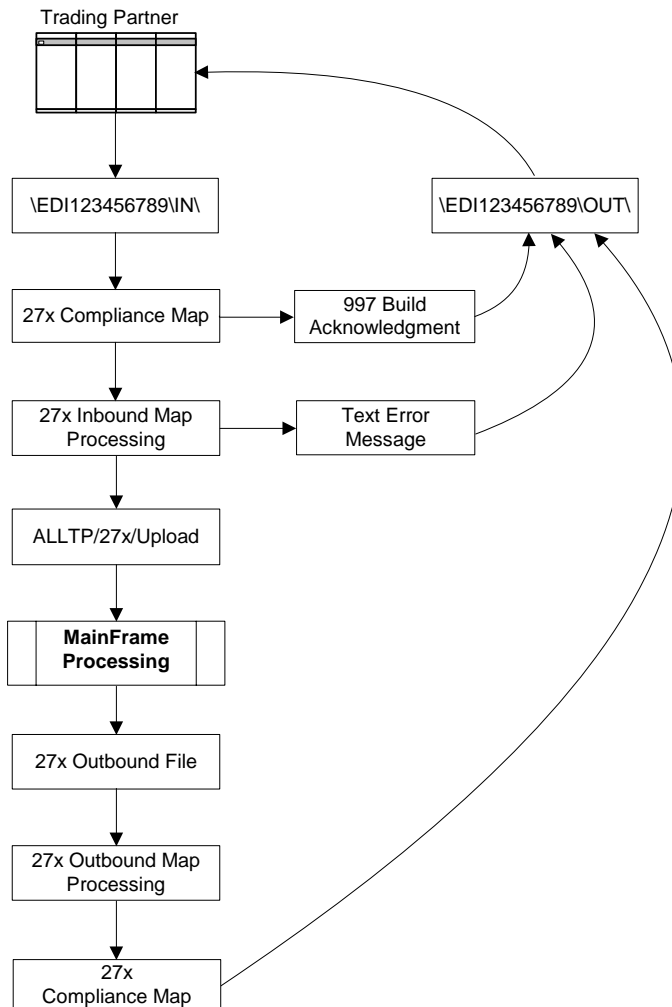 Trading Partner
\EDI123456789\IN\
\EDI123456789\OUT\
27x Compliance Map
997 Build
Acknowledgment
27x Inbound Map
Processing
Text Error
Message
ALLTP/27x/Upload
MainFrame
Processing
27x Outbound File
27x Outbound Map
Processing
27x
Compliance Map